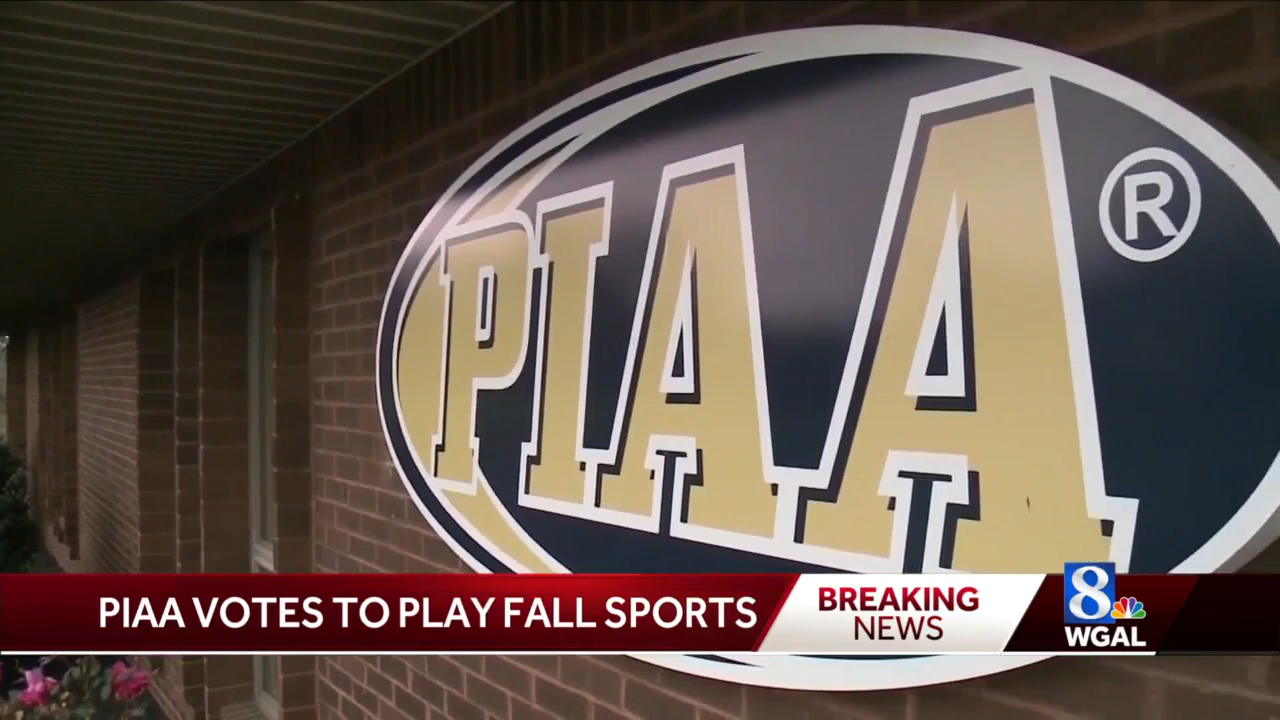 PIAA
®
PIAA VOTES TO PLAY FALL SPORTS
BREAKING
NEWS
8
WGAL